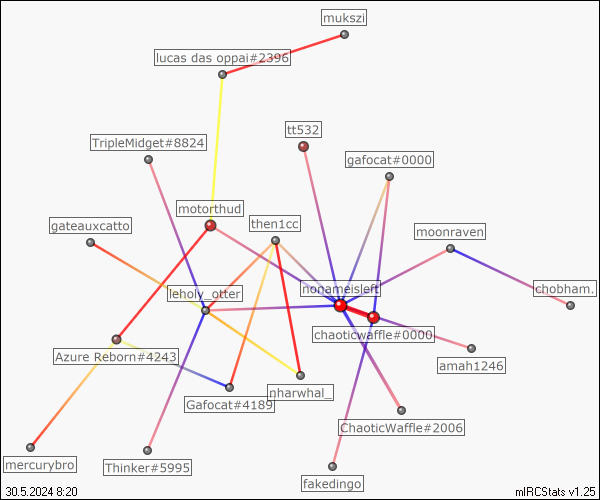 mukszi
lucas das oppai#2396
tt532
TripleMidget#8824
gafocat#0000
motorthud
then1cc
gateauxcatto
moonraven
nonameisleft
chobham.
leholy_otter
chaoticwaffle#0000
Azure Reborn#4243
amah1246
nharwhal_
Gafocat#4189
ChaoticWaffle#2006
mercurybro
Thinker#5995
fakedingo
30.5.2024 8:20
mIRCStats v1.25